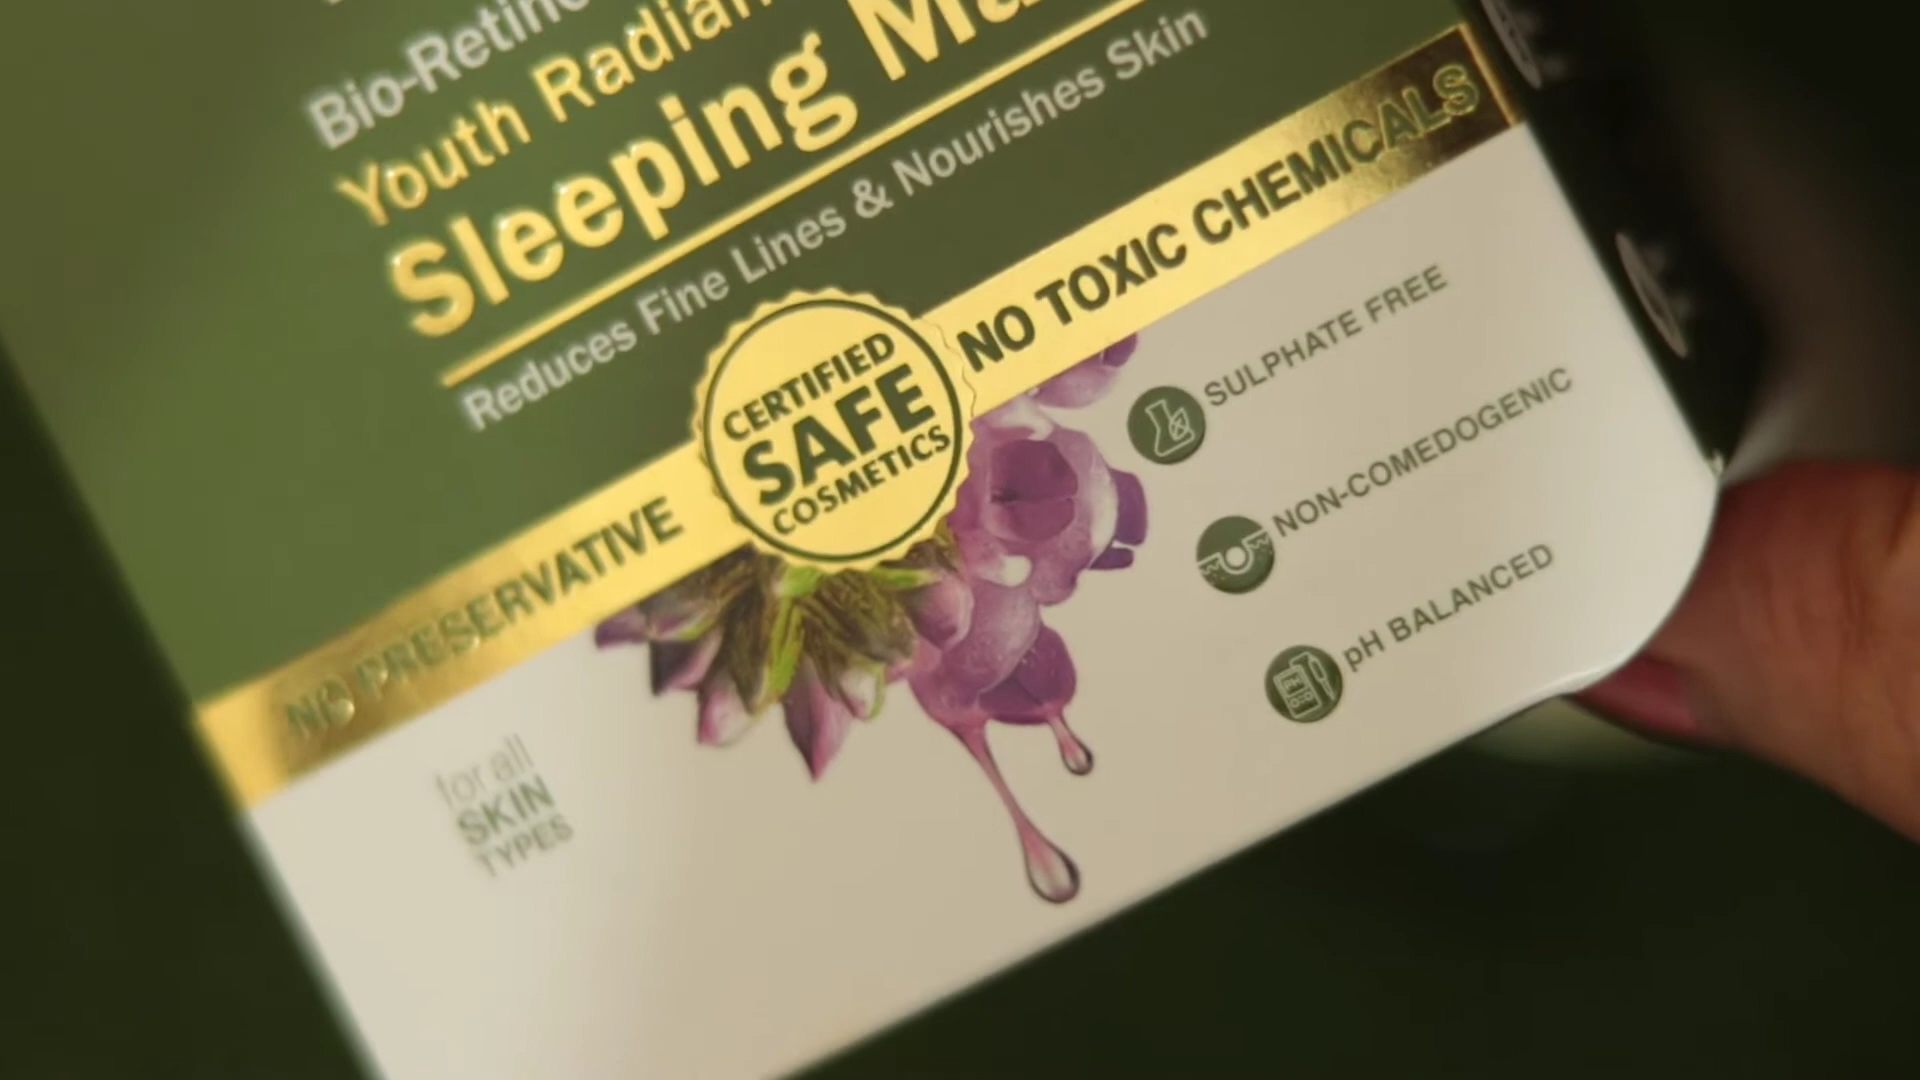 Bio-Retino
Youth Radian
Sleeping Ma
Reduces Fine Lines & Nourishes Skin
NO PRESERVATIVE
CERTIFIED
SAFE
COSMETICS
NO TOXIC CHEMICALS
SULPHATE FREE
NON-COMEDOGENIC
pH BALANCED
for all
SKIN
TYPES